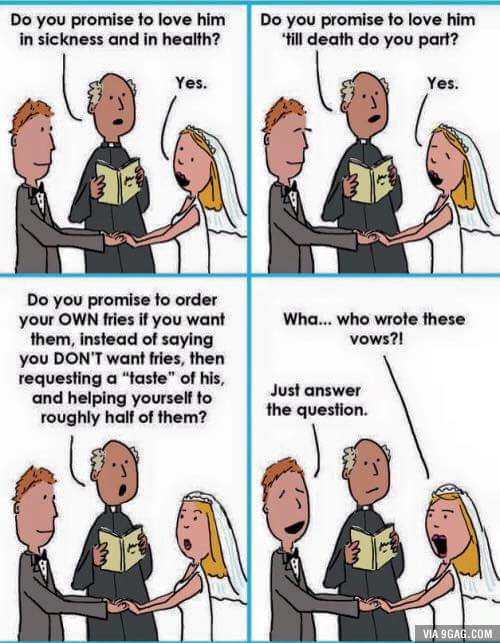 Do you promise to love him
in sickness and in health?
Yes.
Do you promise to love him
'till death do you part?
Yes.
Do you promise to order
your OWN fries if you want
them, instead of saying
you DON'T want fries, then
requesting a "taste" of his,
and helping yourself to
roughly half of them?
Wha... who wrote these
vows?!
Just answer
the question.
VIA 9GAG.COM